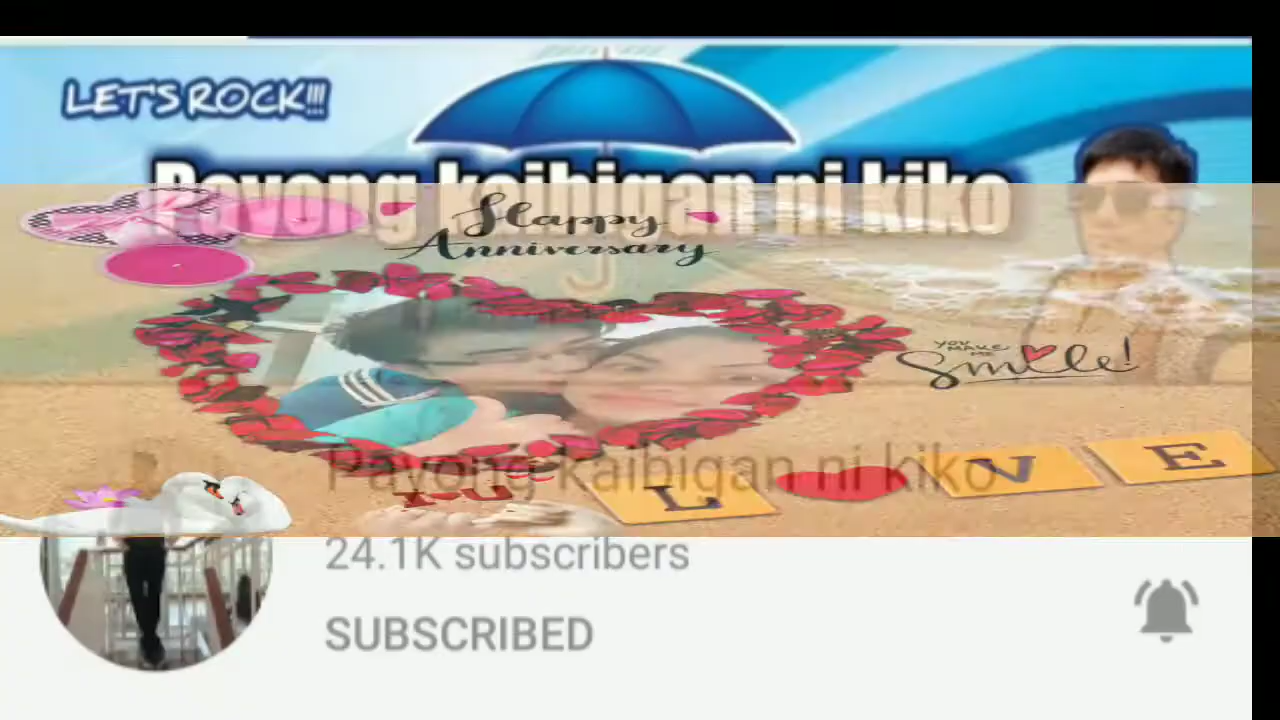 LET'S ROCK!!!
Payong kaibigan ni kiko
Happy
Anniversary
YOU
MAKE
ME
Smile!
Payong kaibigan ni kiko
L VE
24.1K subscribers
SUBSCRIBED